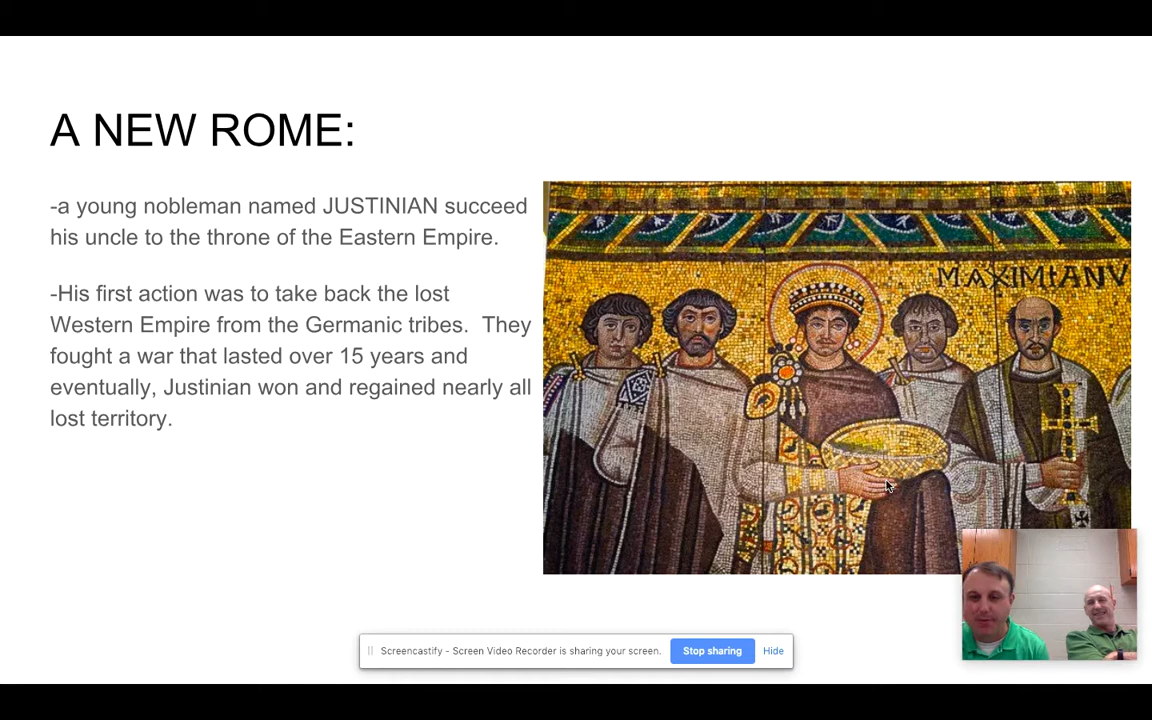 A NEW ROME:
-a young nobleman named JUSTINIAN succeed
his uncle to the throne of the Eastern Empire.
-His first action was to take back the lost
Western Empire from the Germanic tribes.  They
fought a war that lasted over 15 years and
eventually, Justinian won and regained nearly all
lost territory.
MAXIMIANV
Screencastify - Screen Video Recorder is sharing your screen.
Stop sharing
Hide